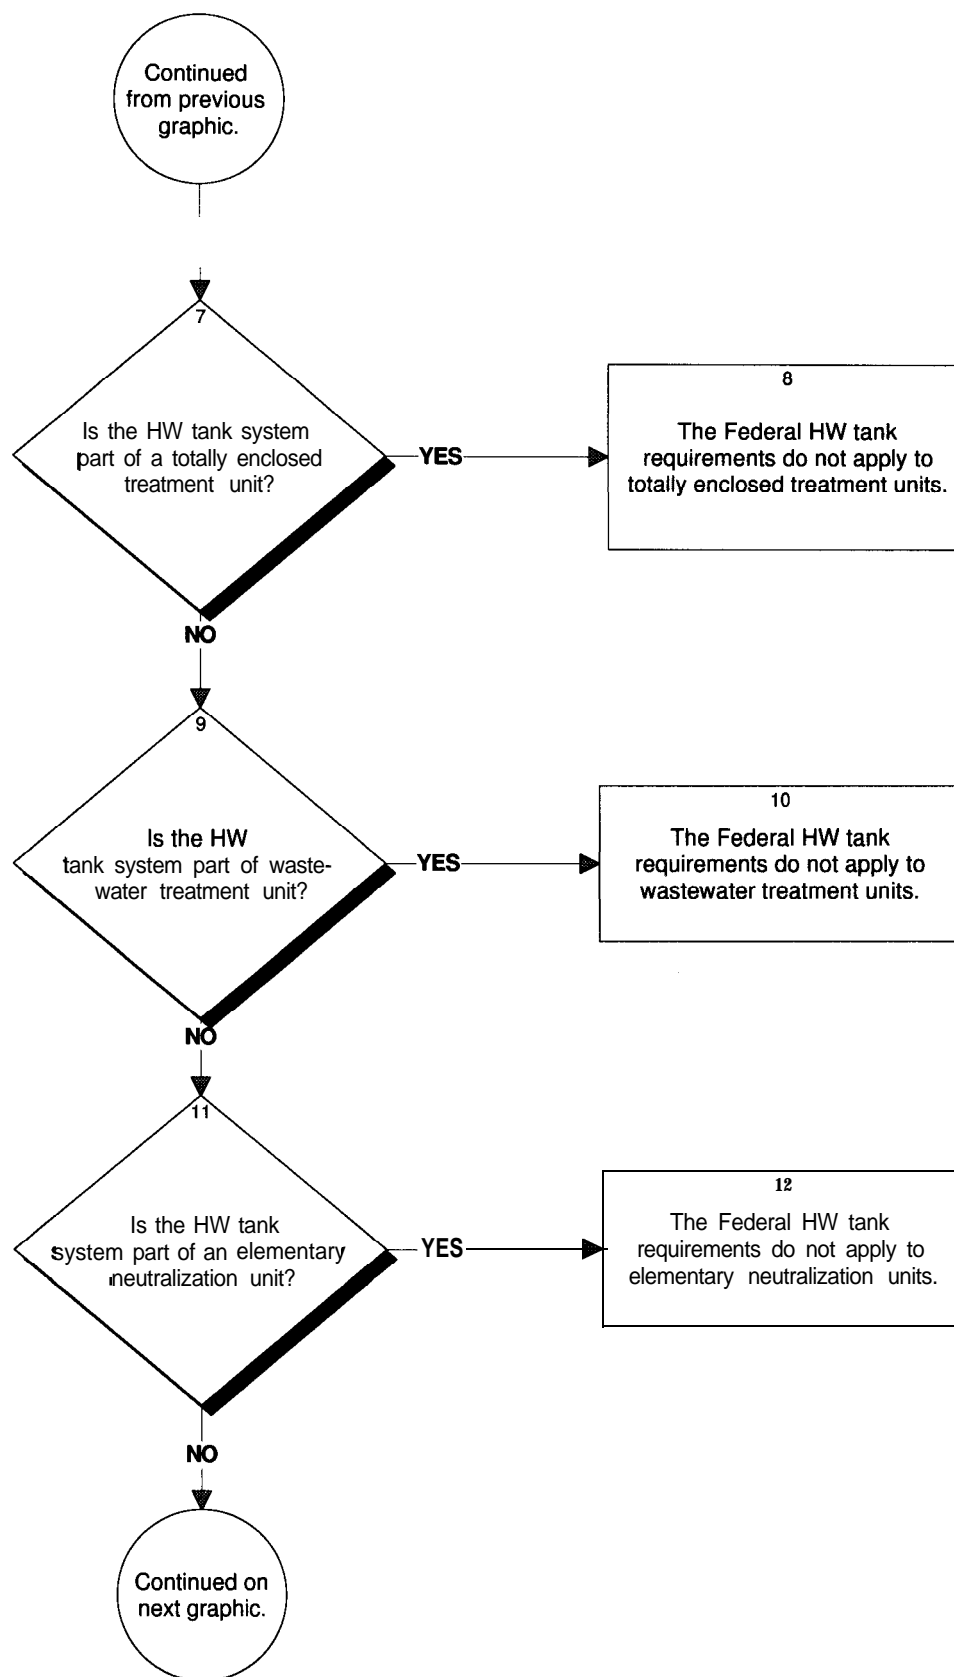 Continued
from previous
graphic.
7
Is the HW tank system
part of a totally enclosed
treatment unit?
YES
8
The Federal HW tank
requirements do not apply to
totally enclosed treatment units.
NO
9
Is the HW
tank system part of waste-
water treatment unit?
YES
10
The Federal HW tank
requirements do not apply to
wastewater treatment units.
NO
11
Is the HW tank
system part of an elementary
neutralization unit?
YES
12
The Federal HW tank
requirements do not apply to
elementary neutralization units.
NO
Continued on
next graphic.